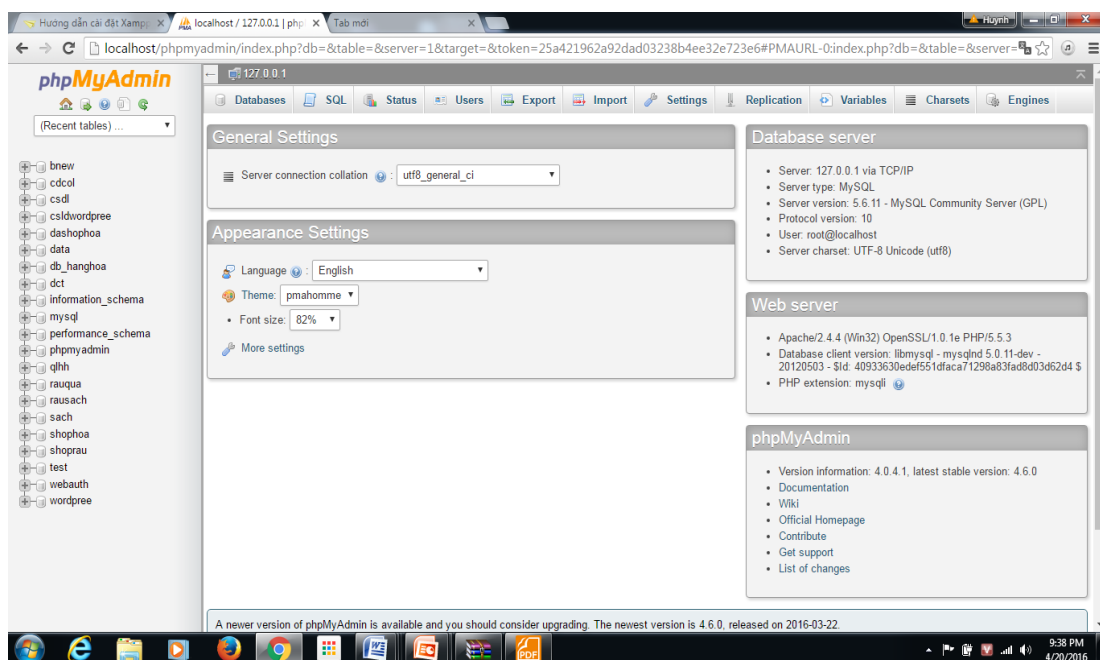 Hướng dẫn cài đặt Xampp
localhost / 127.0.0.1 | php
Tab mới
Huynh
localhost/phpmyadmin/index.php?db=&table=&server=1&target=&token=25a421962a92dad03238b4ee32e723e6#PMAURL-0:index.php?db=&table=&server=
phpMyAdmin
(Recent tables) ...
bnew
cdcol
csdl
csldwordpree
dashophoa
data
db_hanghoa
dct
information_schema
mysql
performance_schema
phpmyadmin
qlhh
rauqua
rausach
sach
shophoa
shoprau
test
webauth
wordpree
127.0.0.1
Databases SQL Status Users Export Import Settings Replication Variables Charsets Engines
General Settings
Server connection collation : utf8_general_ci
Appearance Settings
Language : English
Theme: pmahomme
• Font size: 82%
More settings
Database server
• Server: 127.0.0.1 via TCP/IP
• Server type: MySQL
• Server version: 5.6.11 - MySQL Community Server (GPL)
• Protocol version: 10
• User: root@localhost
• Server charset: UTF-8 Unicode (utf8)
Web server
• Apache/2.4.4 (Win32) OpenSSL/1.0.1e PHP/5.5.3
• Database client version: libmysql - mysqlnd 5.0.11-dev -
20120503 - $Id: 40933630edef551dfaca71298a83fad8d03d62d4 $
• PHP extension: mysqli
phpMyAdmin
• Version information: 4.0.4.1, latest stable version: 4.6.0
• Documentation
• Wiki
• Official Homepage
• Contribute
• Get support
• List of changes
A newer version of phpMyAdmin is available and you should consider upgrading. The newest version is 4.6.0, released on 2016-03-22.
PDF
9:38 PM
4/20/2016